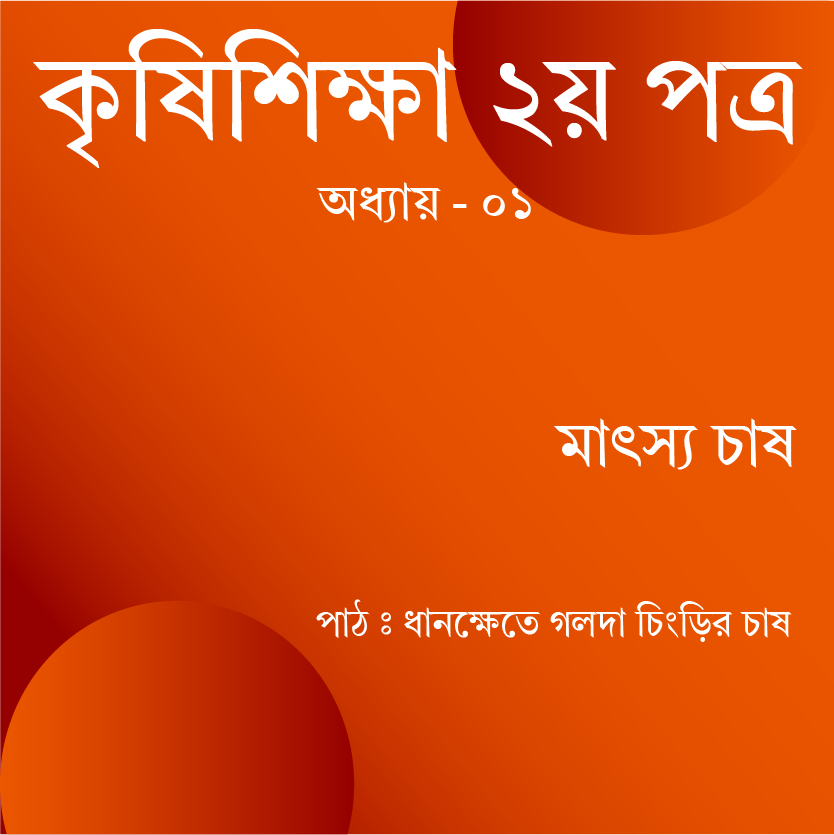 কৃষিশিক্ষা ২য় পত্র
অধ্যায় - ০১
মাৎস্য চাষ
পাঠ ঃ ধানক্ষেতে গলদা চিংড়ির চাষ